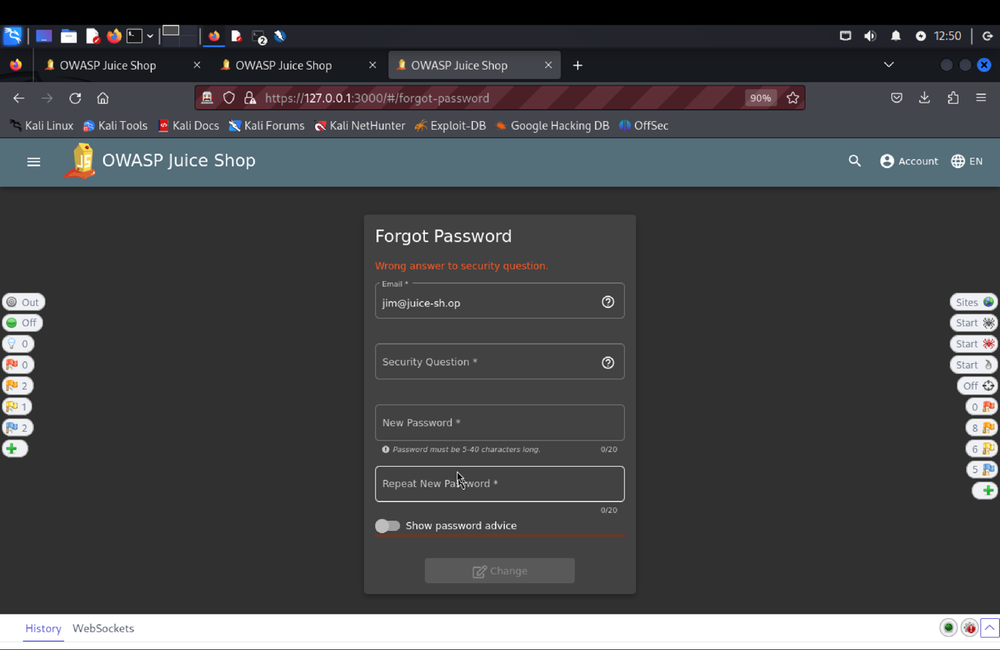 2
12:50
OWASP Juice Shop
OWASP Juice Shop
OWASP Juice Shop
https://127.0.0.1:3000/#/forgot-password
90%
Kali Linux
Kali Tools
Kali Docs
Kali Forums
Kali NetHunter
Exploit-DB
Google Hacking DB
OffSec
JS
OWASP Juice Shop
Account
EN
Forgot Password
Wrong answer to security question.
Email *
jim@juice-sh.op
Security Question *
New Password *
Password must be 5-40 characters long.
0/20
Repeat New Password *
0/20
Show password advice
Change
Out
Off
0
0
2
1
2
Sites
Start
Start
Start
Off
0
8
6
5
History
WebSockets